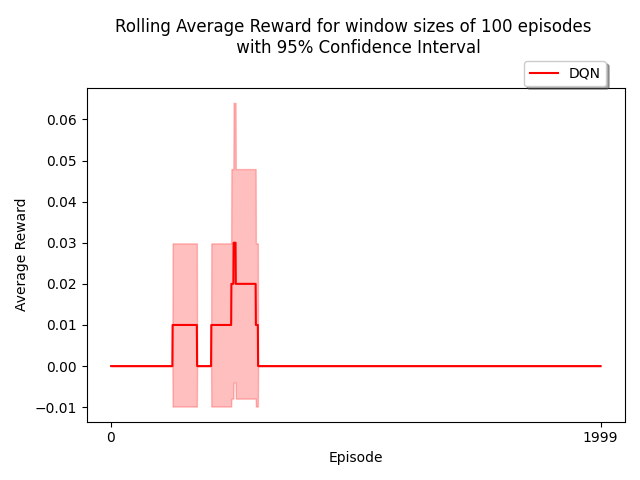 Rolling Average Reward for window sizes of 100 episodes
with 95% Confidence Interval
DQN
Average Reward
0.06
0.05
0.04
0.03
0.02
0.01
0.00
−0.01
0
1999
Episode